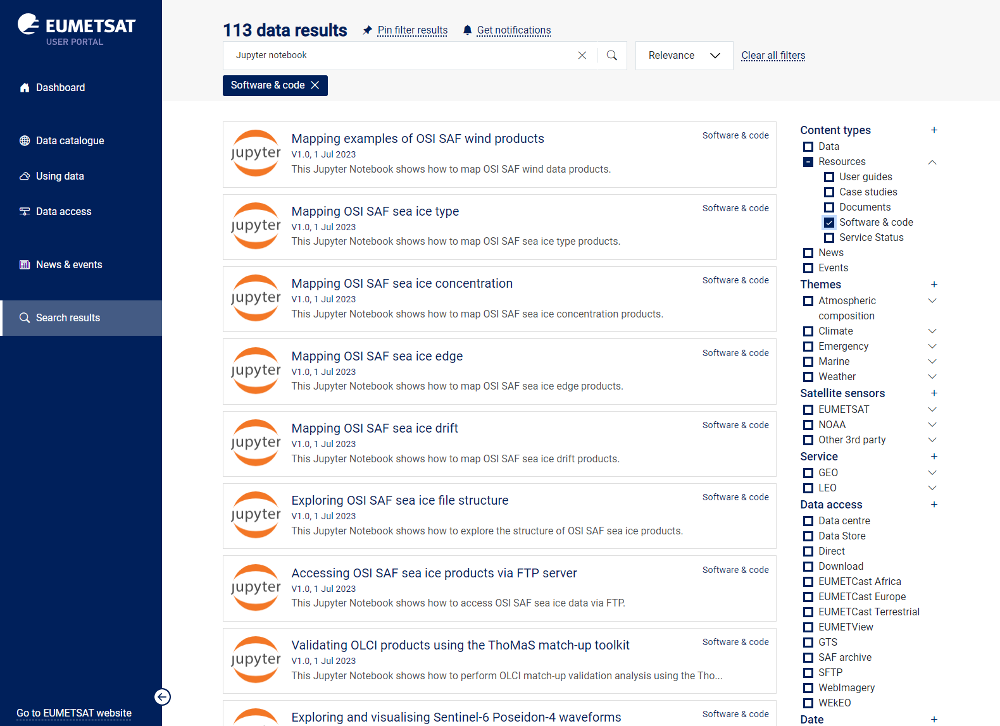 EUMETSAT
USER PORTAL
Dashboard
Data catalogue
Using data
Data access
News & events
Search results
Go to EUMETSAT website
113 data results
Pin filter results
Get notifications
Jupyter notebook
Relevance
Clear all filters
Software & code
jupyter
Mapping examples of OSI SAF wind products
Software & code
V1.0, 1 Jul 2023
This Jupyter Notebook shows how to map OSI SAF wind data products.
jupyter
Mapping OSI SAF sea ice type
Software & code
V1.0, 1 Jul 2023
This Jupyter Notebook shows how to map OSI SAF sea ice type products.
jupyter
Mapping OSI SAF sea ice concentration
Software & code
V1.0, 1 Jul 2023
This Jupyter Notebook shows how to map OSI SAF sea ice concentration products.
jupyter
Mapping OSI SAF sea ice edge
Software & code
V1.0, 1 Jul 2023
This Jupyter Notebook shows how to map OSI SAF sea ice edge products.
jupyter
Mapping OSI SAF sea ice drift
Software & code
V1.0, 1 Jul 2023
This Jupyter Notebook shows how to map OSI SAF sea ice drift products.
jupyter
Exploring OSI SAF sea ice file structure
Software & code
V1.0, 1 Jul 2023
This Jupyter Notebook shows how to explore the structure of OSI SAF sea ice products.
jupyter
Accessing OSI SAF sea ice products via FTP server
Software & code
V1.0, 1 Jul 2023
This Jupyter Notebook shows how to access OSI SAF sea ice data via FTP.
jupyter
Validating OLCI products using the ThoMaS match-up toolkit
Software & code
V1.0, 1 Jul 2023
This Jupyter Notebook shows how to perform OLCI match-up validation analysis using the Tho...
Exploring and visualising Sentinel-6 Poseidon-4 waveforms
Software & code
Content types
Data
Resources
User guides
Case studies
Documents
Software & code
Service Status
News
Events
Themes
Atmospheric
composition
Climate
Emergency
Marine
Weather
Satellite sensors
EUMETSAT
NOAA
Other 3rd party
Service
GEO
LEO
Data access
Data centre
Data Store
Direct
Download
EUMETCast Africa
EUMETCast Europe
EUMETCast Terrestrial
EUMETView
GTS
SAF archive
SFTP
WebImagery
WEkEO
Date